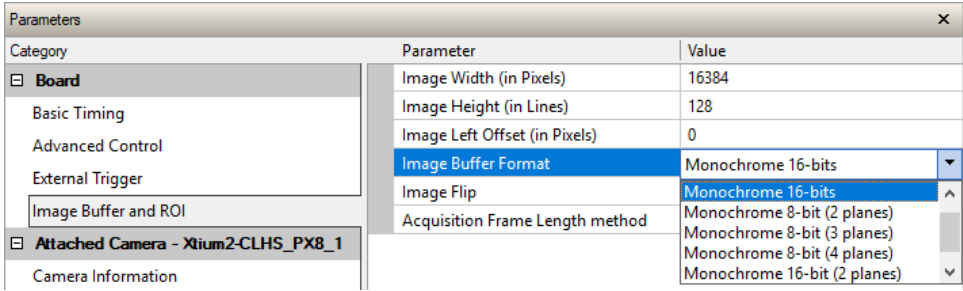 Parameters ×
Category Parameter Value
Board
Basic Timing
Advanced Control
External Trigger
Image Buffer and ROI
Attached Camera - Xtium2-CLHS_PX8_1
Camera Information
Image Width (in Pixels) 16384
Image Height (in Lines) 128
Image Left Offset (in Pixels) 0
Image Buffer Format Monochrome 16-bits
Image Flip
Acquisition Frame Length method
Monochrome 16-bits
Monochrome 8-bit (2 planes)
Monochrome 8-bit (3 planes)
Monochrome 8-bit (4 planes)
Monochrome 16-bit (2 planes)